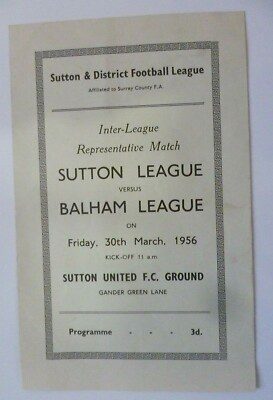 Sutton & District Football League
Affiliated to Surrey County F.A.
Inter-League
Representative Match
SUTTON LEAGUE
VERSUS
BALHAM LEAGUE
ON
Friday, 30th March, 1956
KICK-OFF 11 a.m.
SUTTON UNITED F.C. GROUND
GANDER GREEN LANE
Programme - - - 3d.